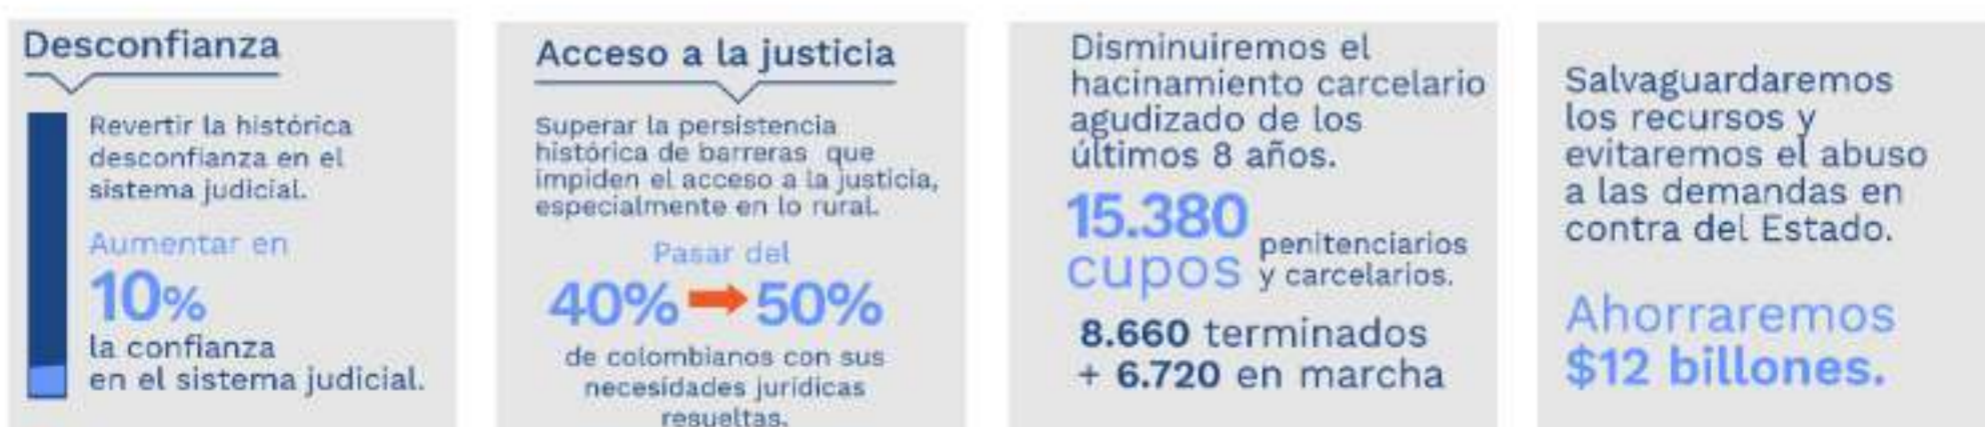 Desconfianza
Revertir la histórica
desconfianza en el
sistema judicial.
Aumentar en
10%
la confianza
en el sistema judicial.
Acceso a la justicia
Superar la persistencia
histórica de barreras que
impiden el acceso a la justicia,
especialmente en lo rural.
Pasar del
40% 50%
de colombianos con sus
necesidades jurídicas
resueltas.
Disminuiremos el
hacinamiento carcelario
agudizado de los
últimos 8 años.
15.380
cupos penitenciarios
y carcelarios.
8.660 terminados
+ 6.720 en marcha
Salvaguardaremos
los recursos y
evitaremos el abuso
a las demandas en
contra del Estado.
Ahorraremos
$12 billones.